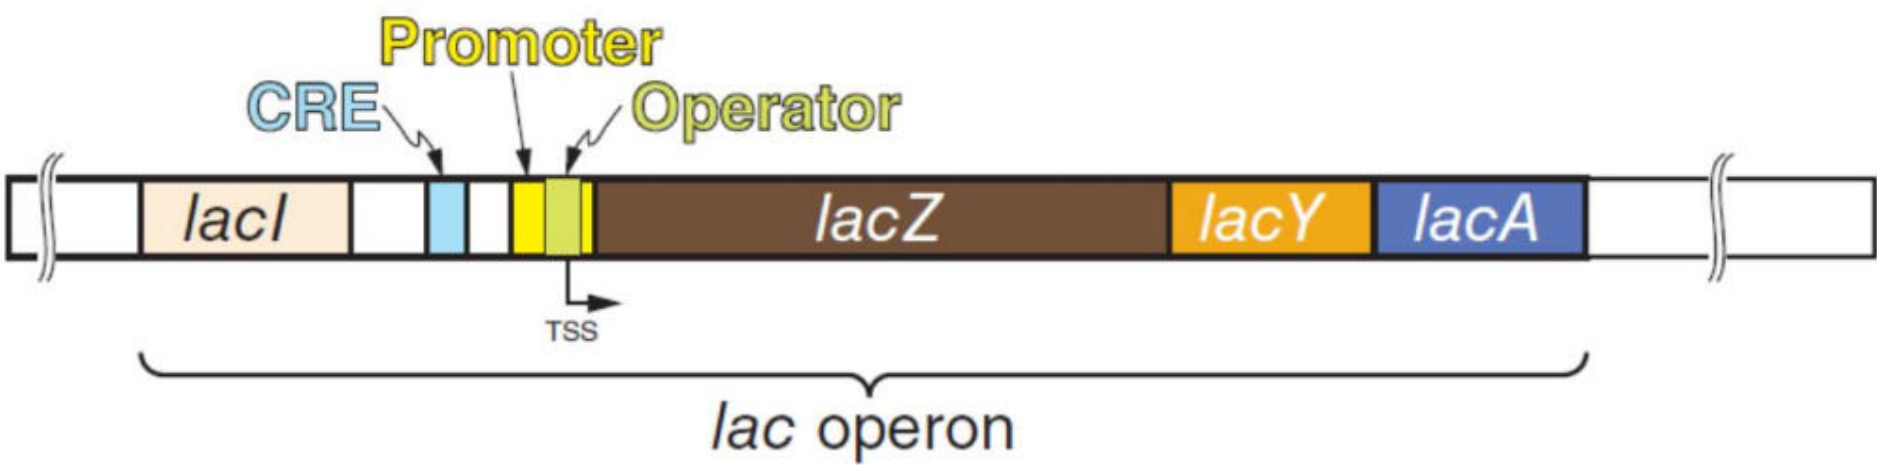 Promoter
CRE
Operator
lacI
lacZ
lacY
lacA
TSS
lac operon